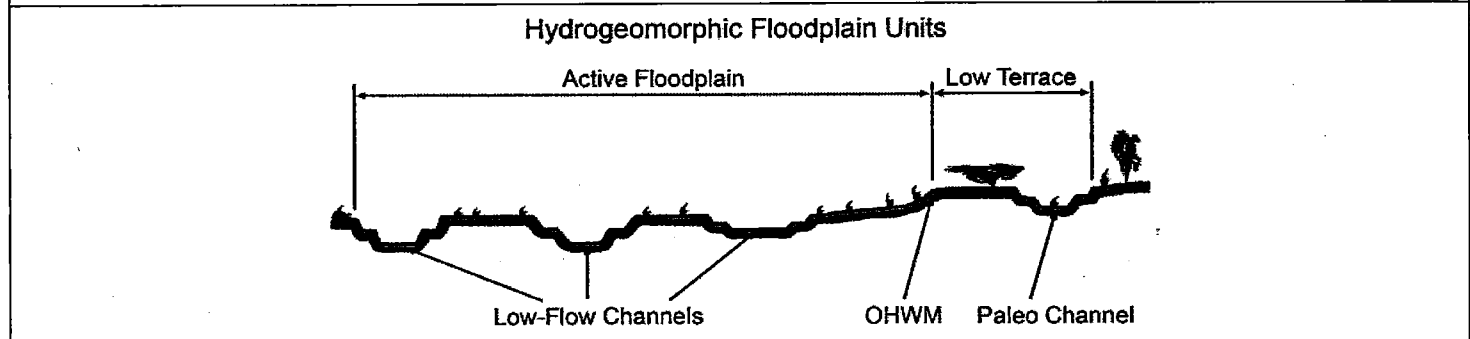 Hydrogeomorphic Floodplain Units
Active Floodplain
Low Terrace
Low-Flow Channels
OHWM
Paleo Channel